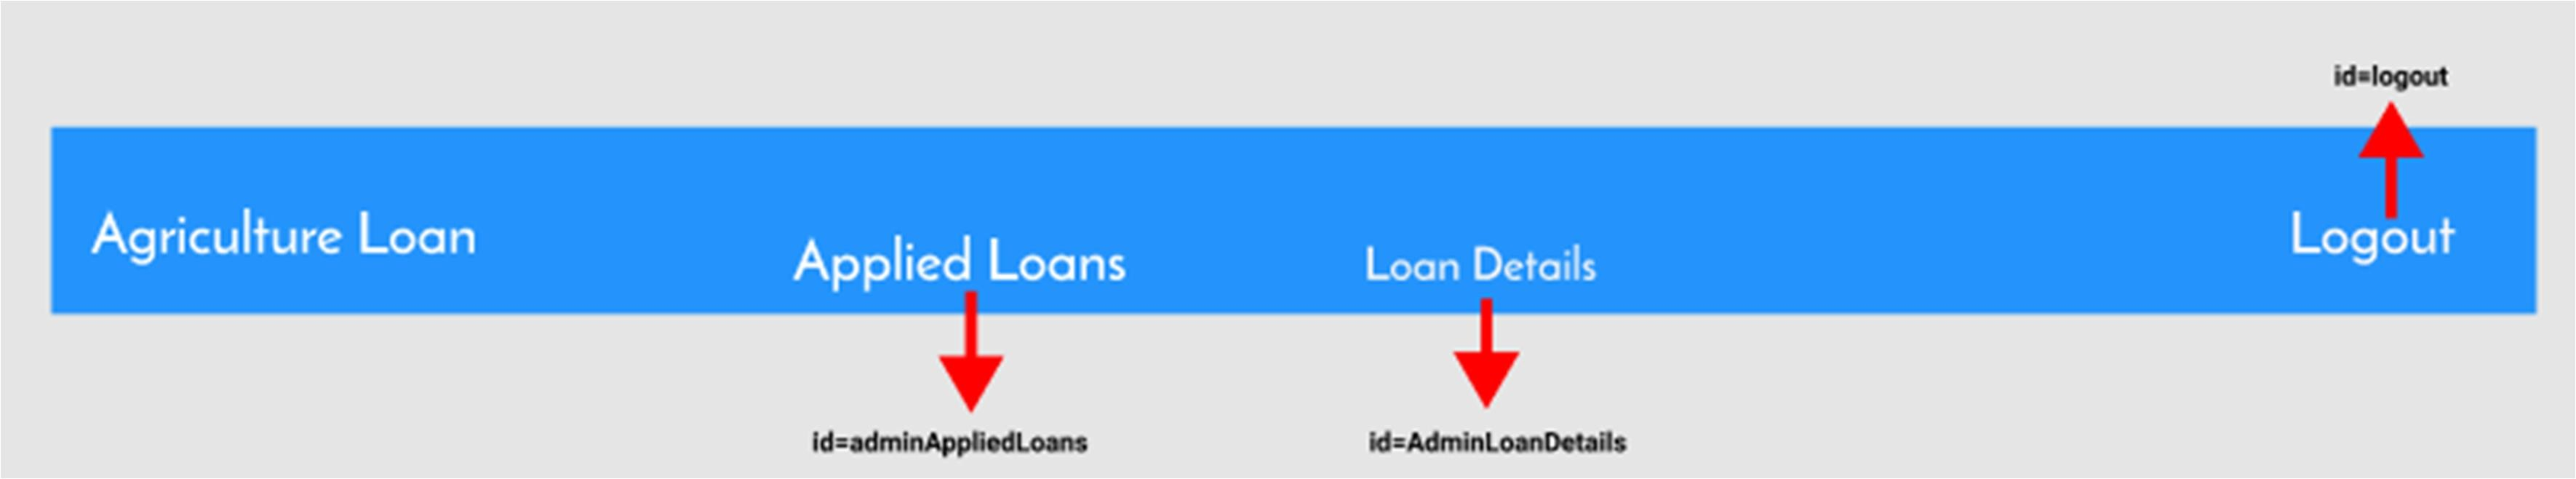 id=logout
Agriculture Loan
Applied Loans
Loan Details
Logout
id=adminAppliedLoans
id=AdminLoanDetails